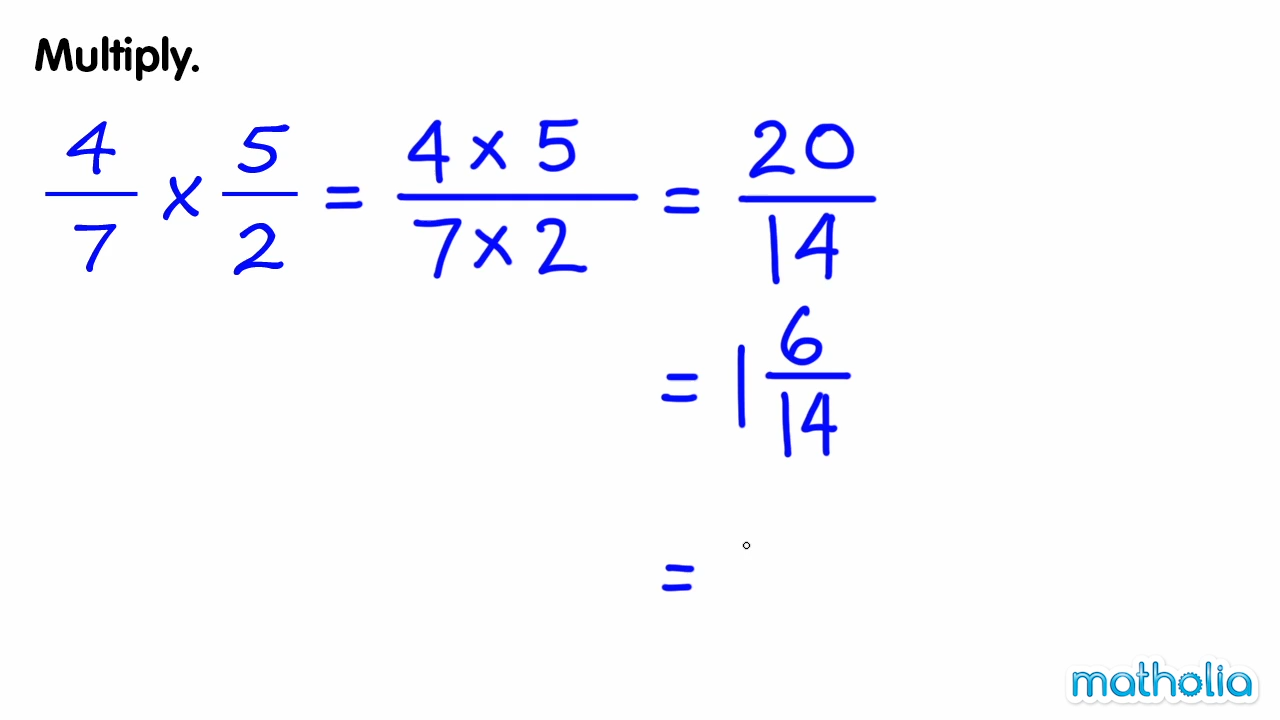 Multiply.
4/7 x 5/2 = 4 x 5/7 x 2 = 20/14
= 1 6/14
=
matholia